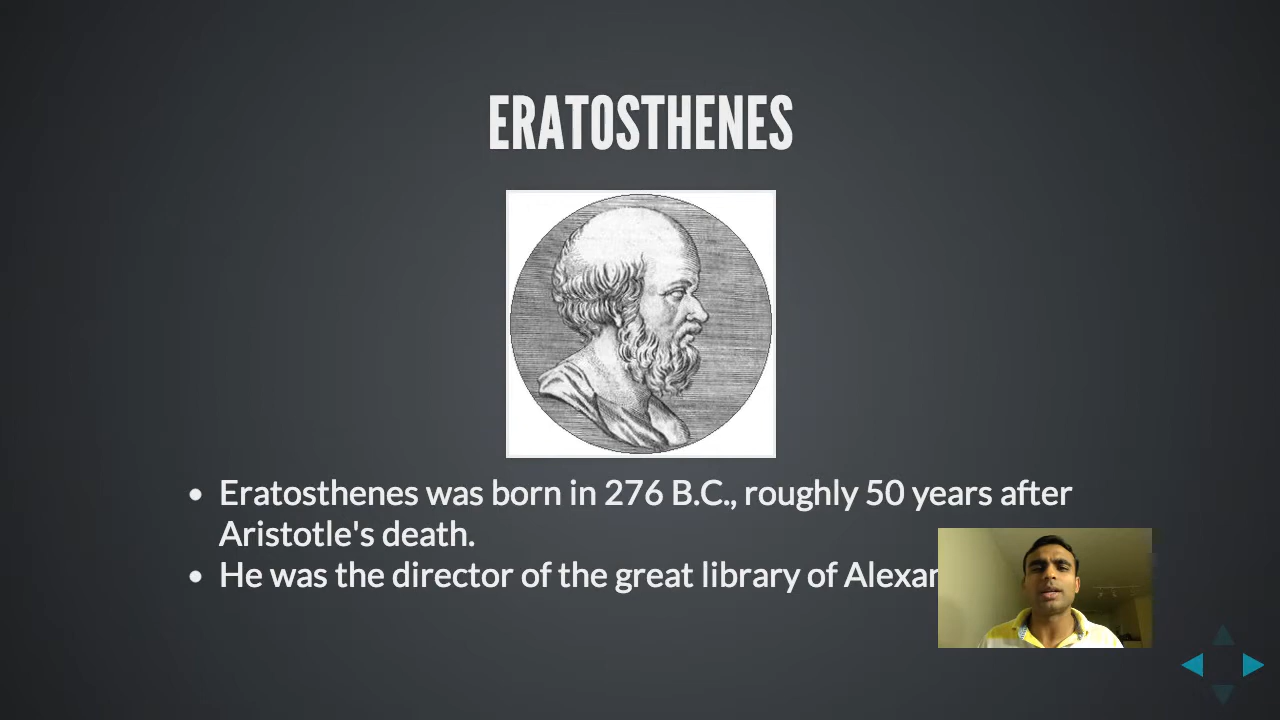 ERATOSTHENES
• Eratosthenes was born in 276 B.C., roughly 50 years after
Aristotle's death.
• He was the director of the great library of